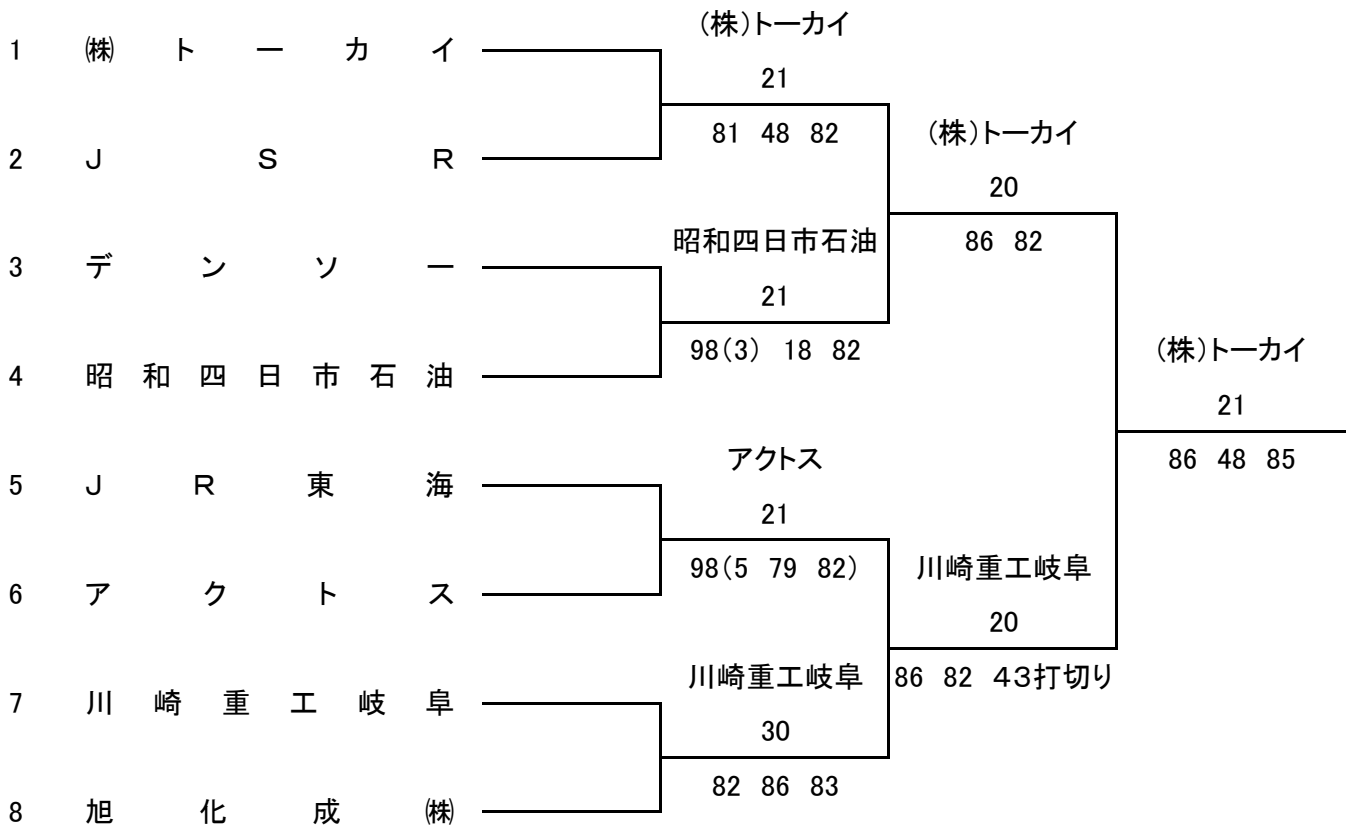 (株)トーカイ
1 ㈱トーカイ
21
81 48 82
(株)トーカイ
2 JSR
20
昭和四日市石油
86 82
3 デンソー
21
98(3) 18 82
(株)トーカイ
4 昭和四日市石油
21
アクトス
86 48 85
5 JR東海
21
98(5 79 82)
川崎重工岐阜
6 アクトス
20
川崎重工岐阜
86 82 43打切り
7 川崎重工岐阜
30
82 86 83
8 旭化成㈱